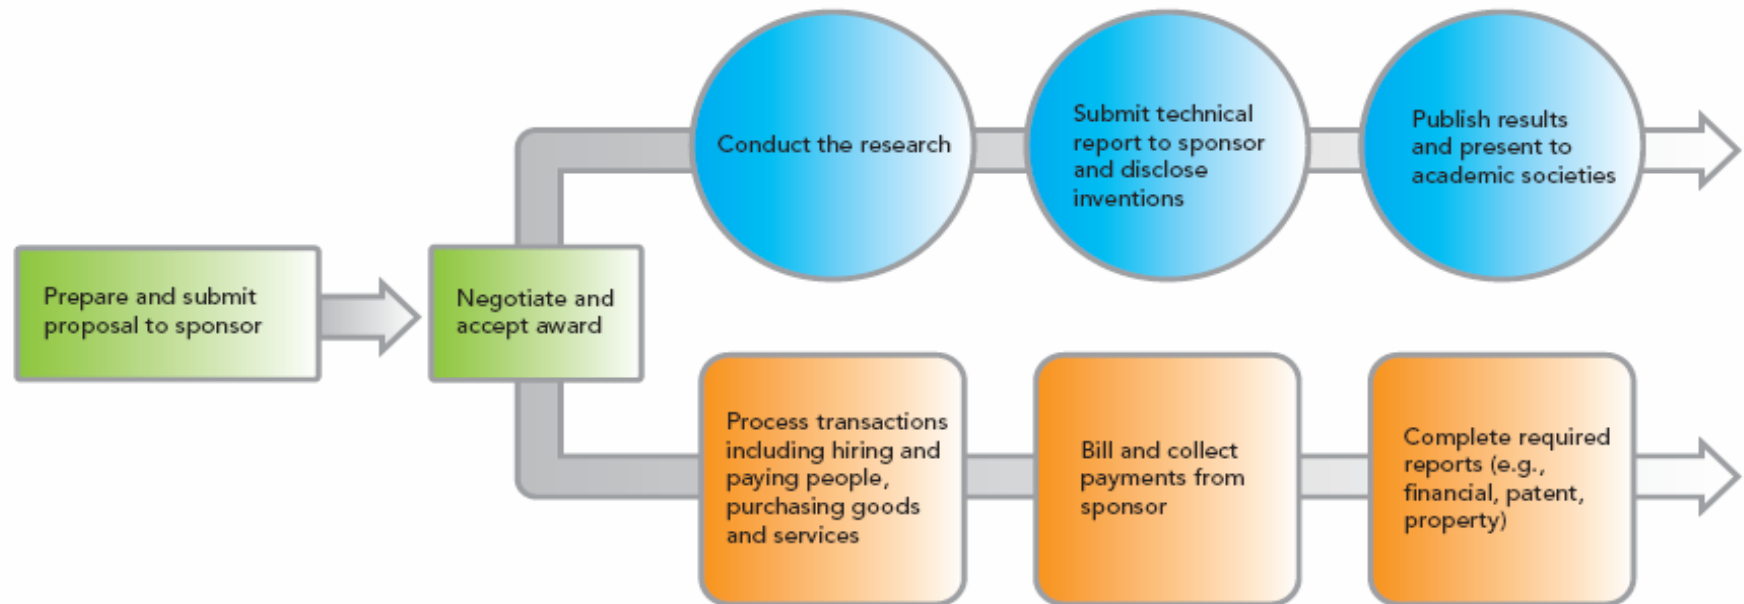 Prepare and submit
proposal to sponsor
Negotiate and
accept award
Conduct the research
Submit technical
report to sponsor
and disclose
inventions
Publish results
and present to
academic societies
Process transactions
including hiring and
paying people,
purchasing goods
and services
Bill and collect
payments from
sponsor
Complete required
reports (e.g.,
financial, patent,
property)